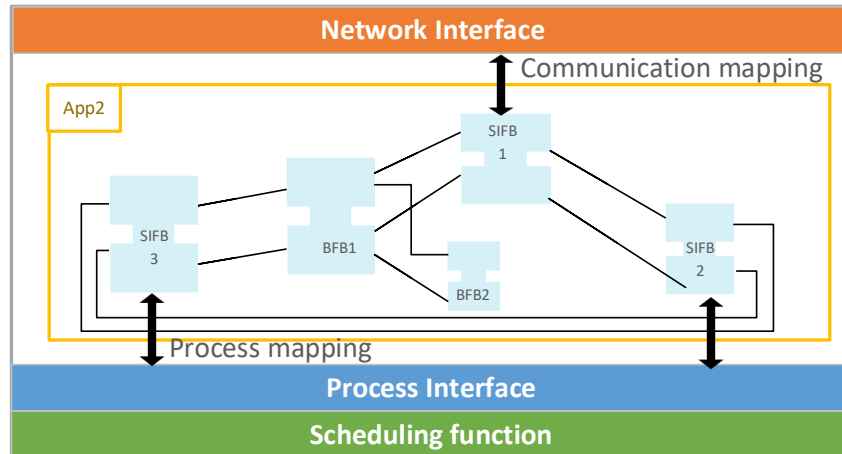 Network Interface
Communication mapping
App2
SIFB
1
SIFB
3
BFB1
SIFB
2
BFB2
Process mapping
Process Interface
Scheduling function